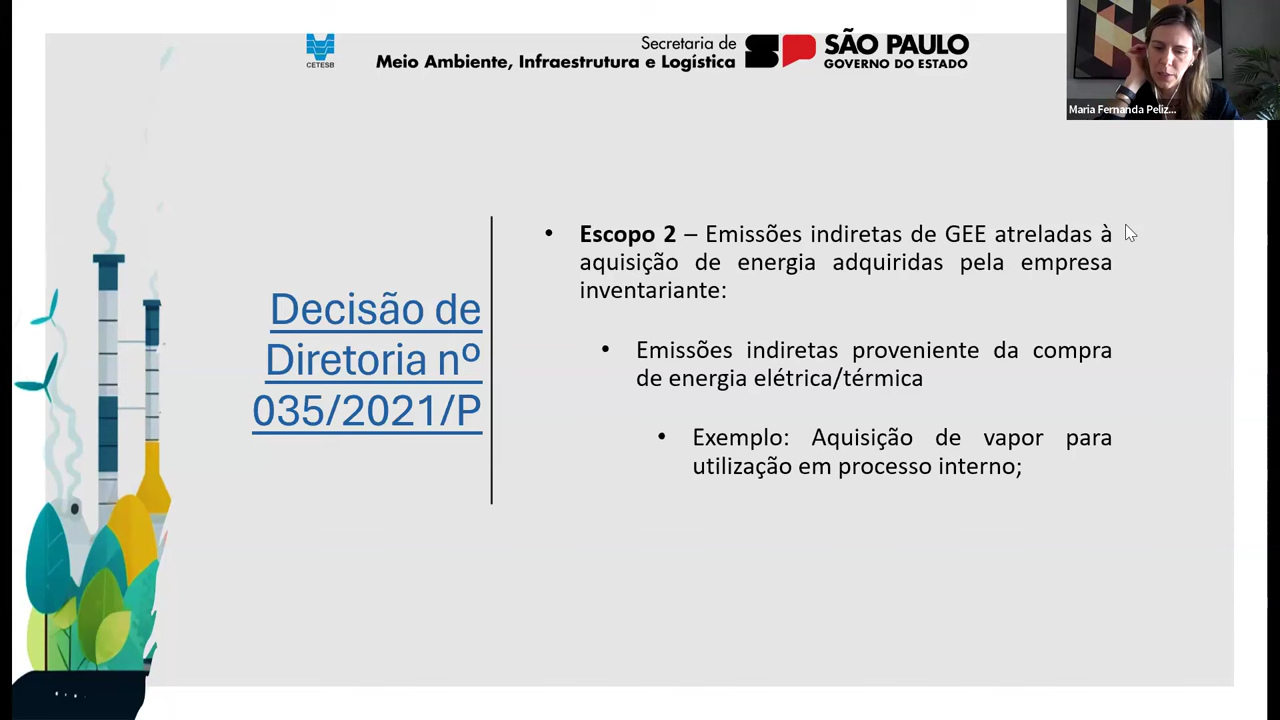 CETESB
Secretaria de
Meio Ambiente, Infraestrutura e Logística
SP
SÃO PAULO
GOVERNO DO ESTADO
Maria Fernanda Peliz...
Decisão de
Diretoria nº
035/2021/P
• Escopo 2 – Emissões indiretas de GEE atreladas à
aquisição de energia adquiridas pela empresa
inventariante:
• Emissões indiretas proveniente da compra
de energia elétrica/térmica
• Exemplo: Aquisição de vapor para
utilização em processo interno;